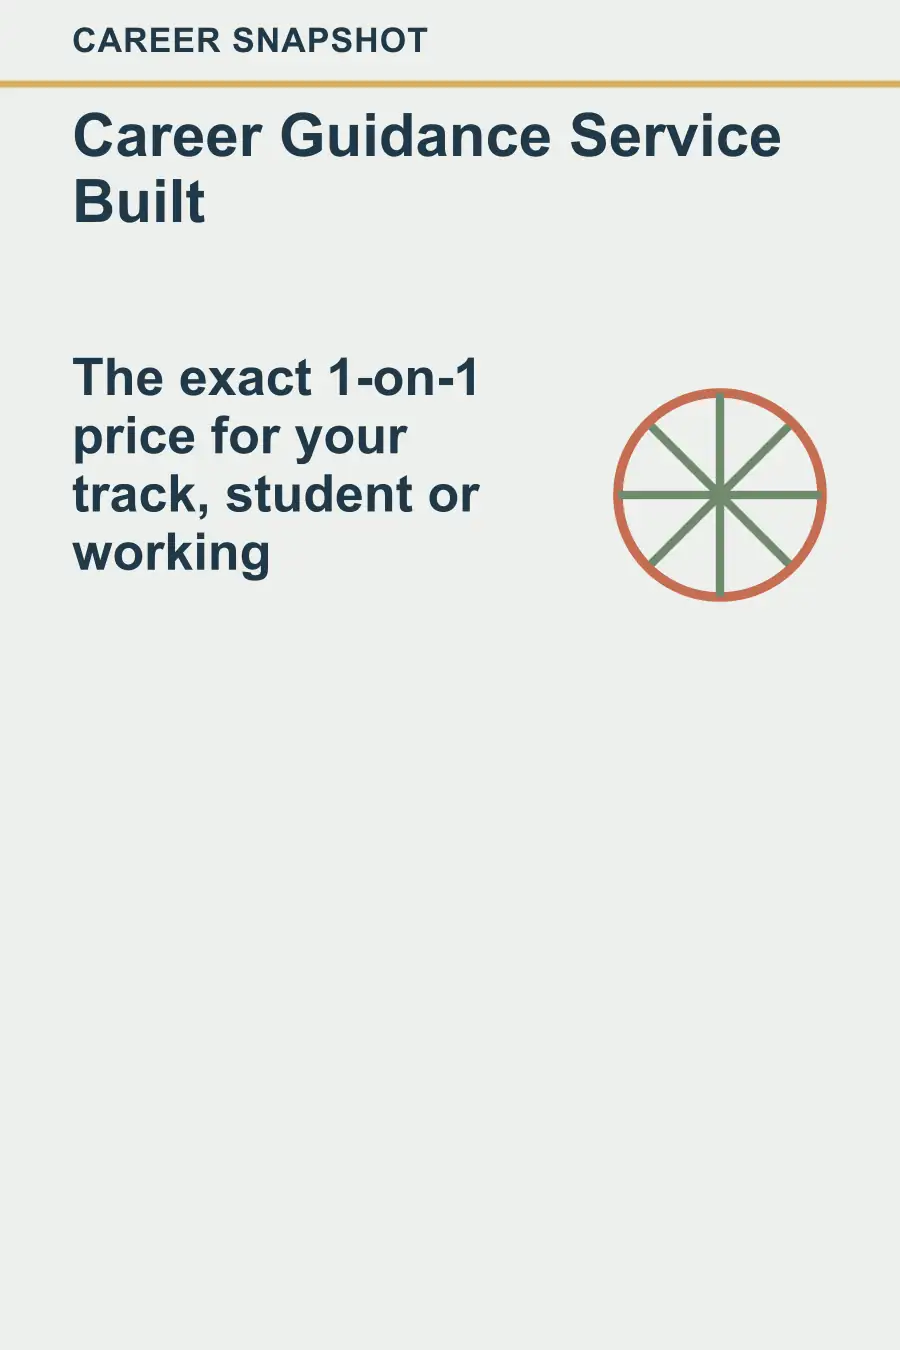 CAREER SNAPSHOT
Career Guidance Service
Built
The exact 1-on-1
price for your
track, student or
working